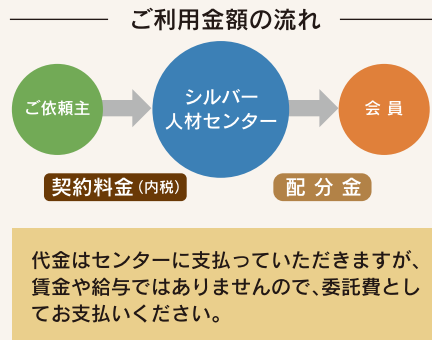 ご利用金額の流れ
ご依頼主
シルバー
人材センター
会員
契約料金(内税)
配分金
代金はセンターに支払っていただきますが、
賃金や給与ではありませんので、委託費とし
てお支払いください。